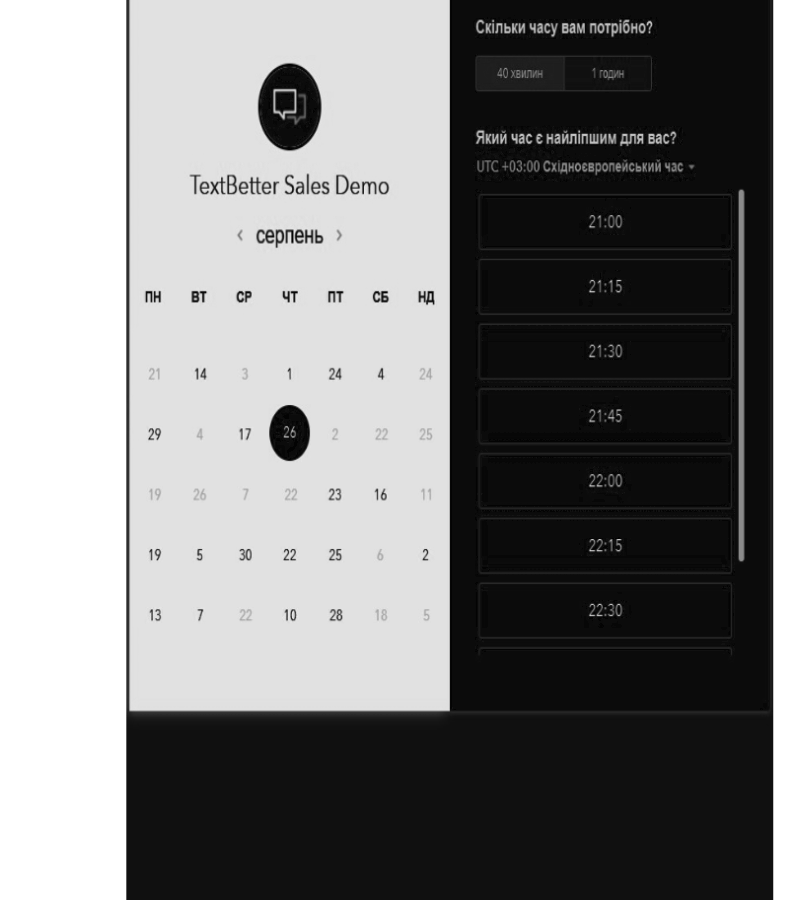 TextBetter Sales Demo
‹ серпень ›
ПН ВТ СР ЧТ ПТ СБ НД
21 14 3 1 24 4 24
29 4 17 26 2 22 25
19 26 7 22 23 16 11
19 5 30 22 25 6 2
13 7 22 10 28 18 5
Скільки часу вам потрібно?
40 хвилин 1 годин
Який час є найліпшим для вас?
UTC +03:00 Східноєвропейський час
21:00
21:15
21:30
21:45
22:00
22:15
22:30